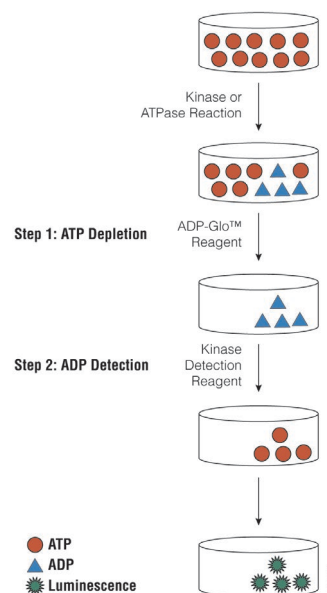 Kinase or
ATPase Reaction
Step 1: ATP Depletion
ADP-Glo™
Reagent
Step 2: ADP Detection
Kinase
Detection
Reagent
ATP
ADP
Luminescence